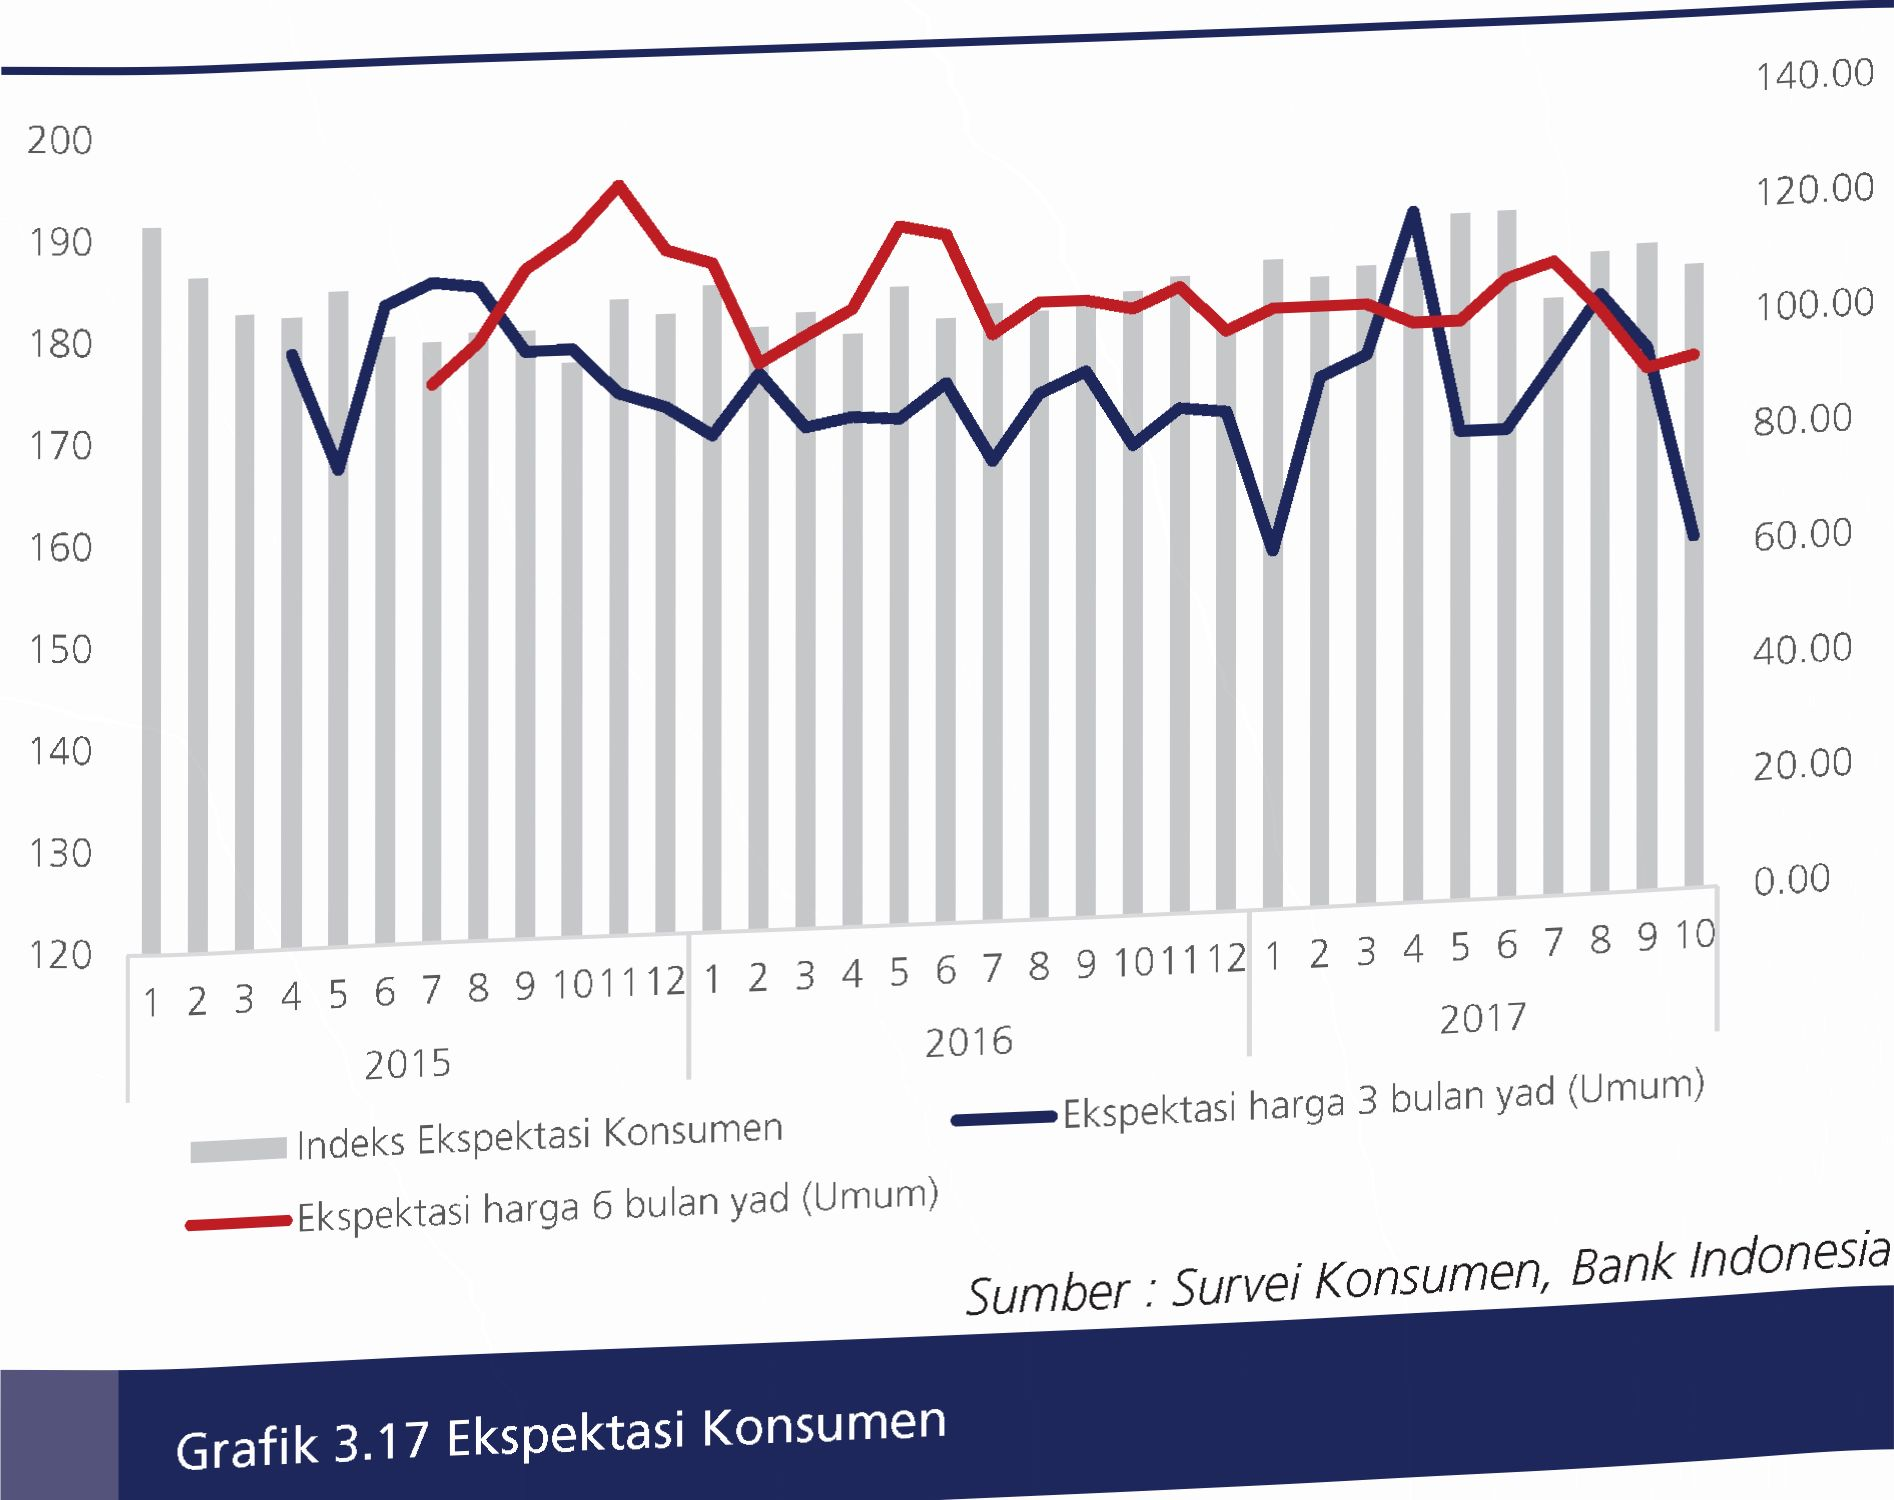 140.00
200
120.00
190
100.00
180
80.00
170
60.00
160
40.00
150
20.00
140
0.00
130
120
1 2 3 4 5 6 7 8 9 10 11 12 1 2 3 4 5 6 7 8 9 10 11 12 1 2 3 4 5 6 7 8 9 10
2015 2016 2017
Indeks Ekspektasi Konsumen
Ekspektasi harga 3 bulan yad (Umum)
Ekspektasi harga 6 bulan yad (Umum)
Sumber : Survei Konsumen, Bank Indonesia
Grafik 3.17 Ekspektasi Konsumen